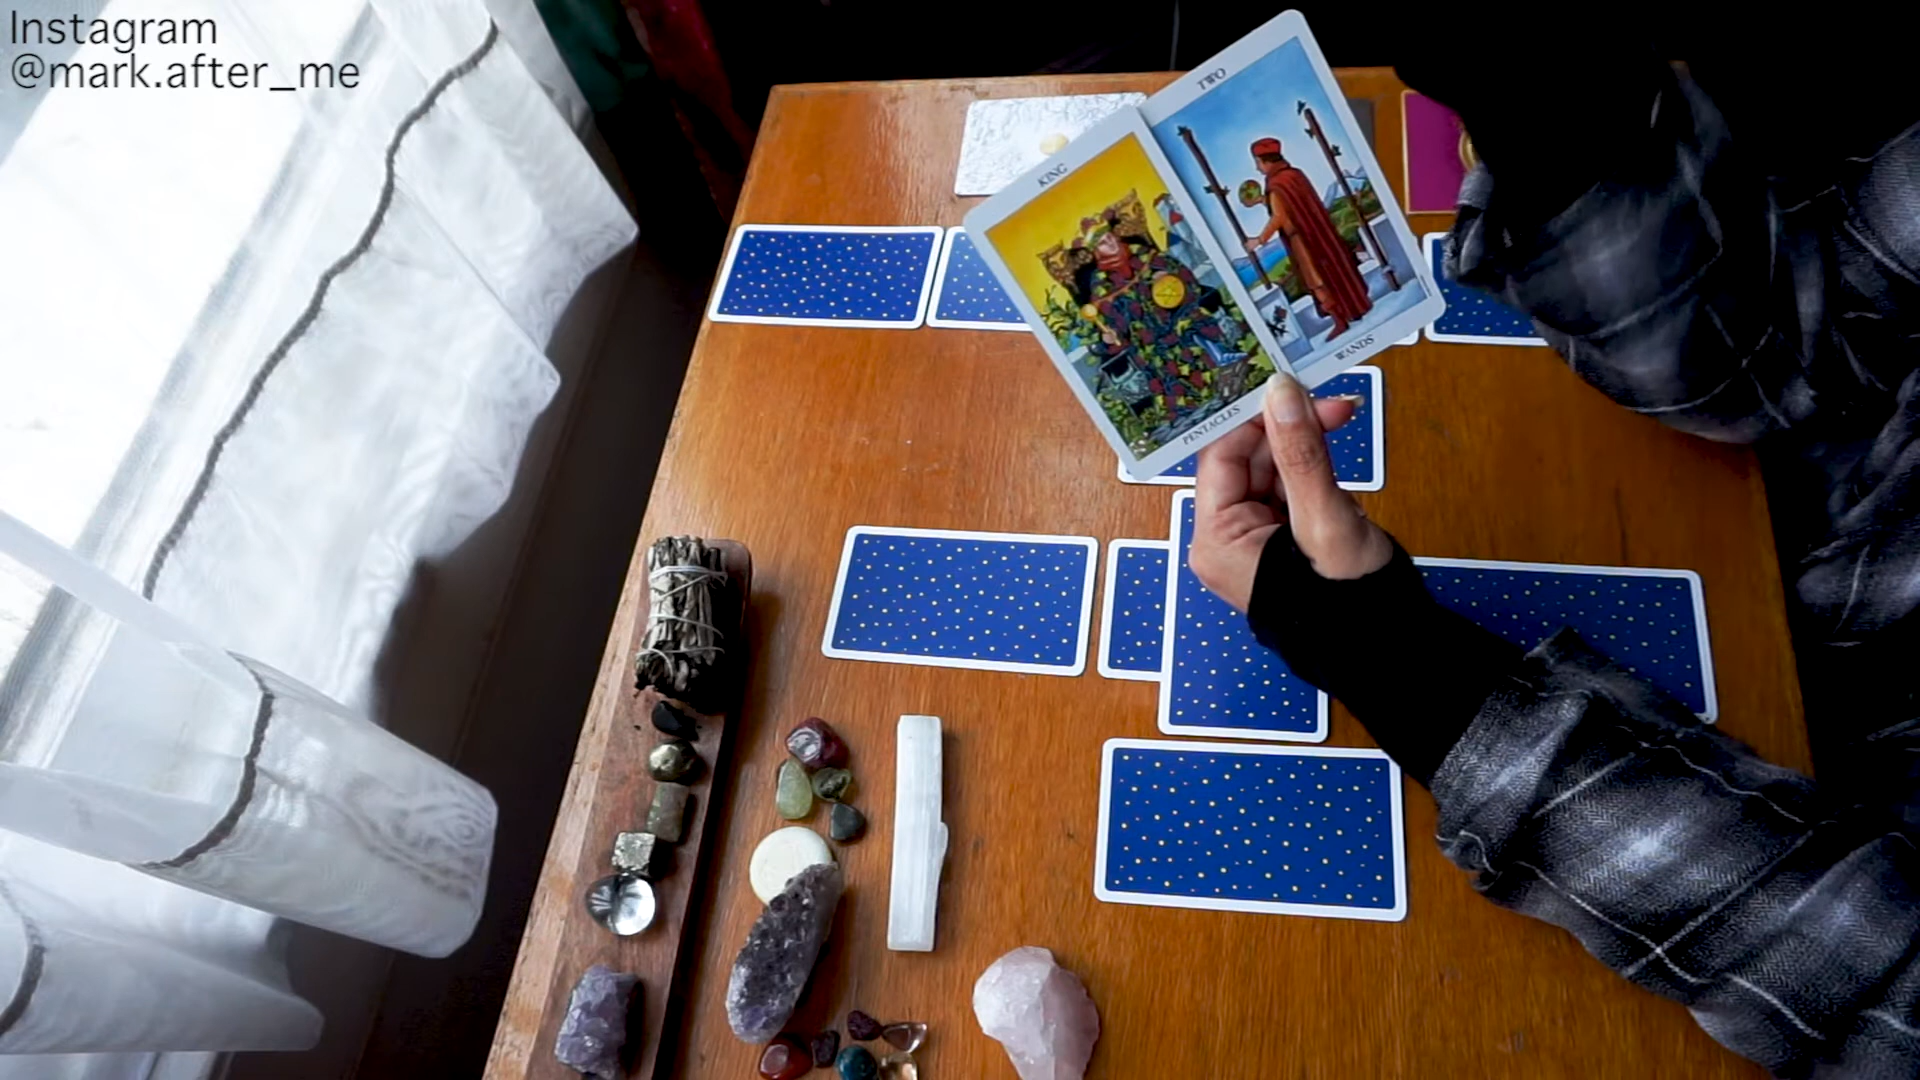 Instagram
@mark.after_me
TWO
KING
WANDS
PENTACLES